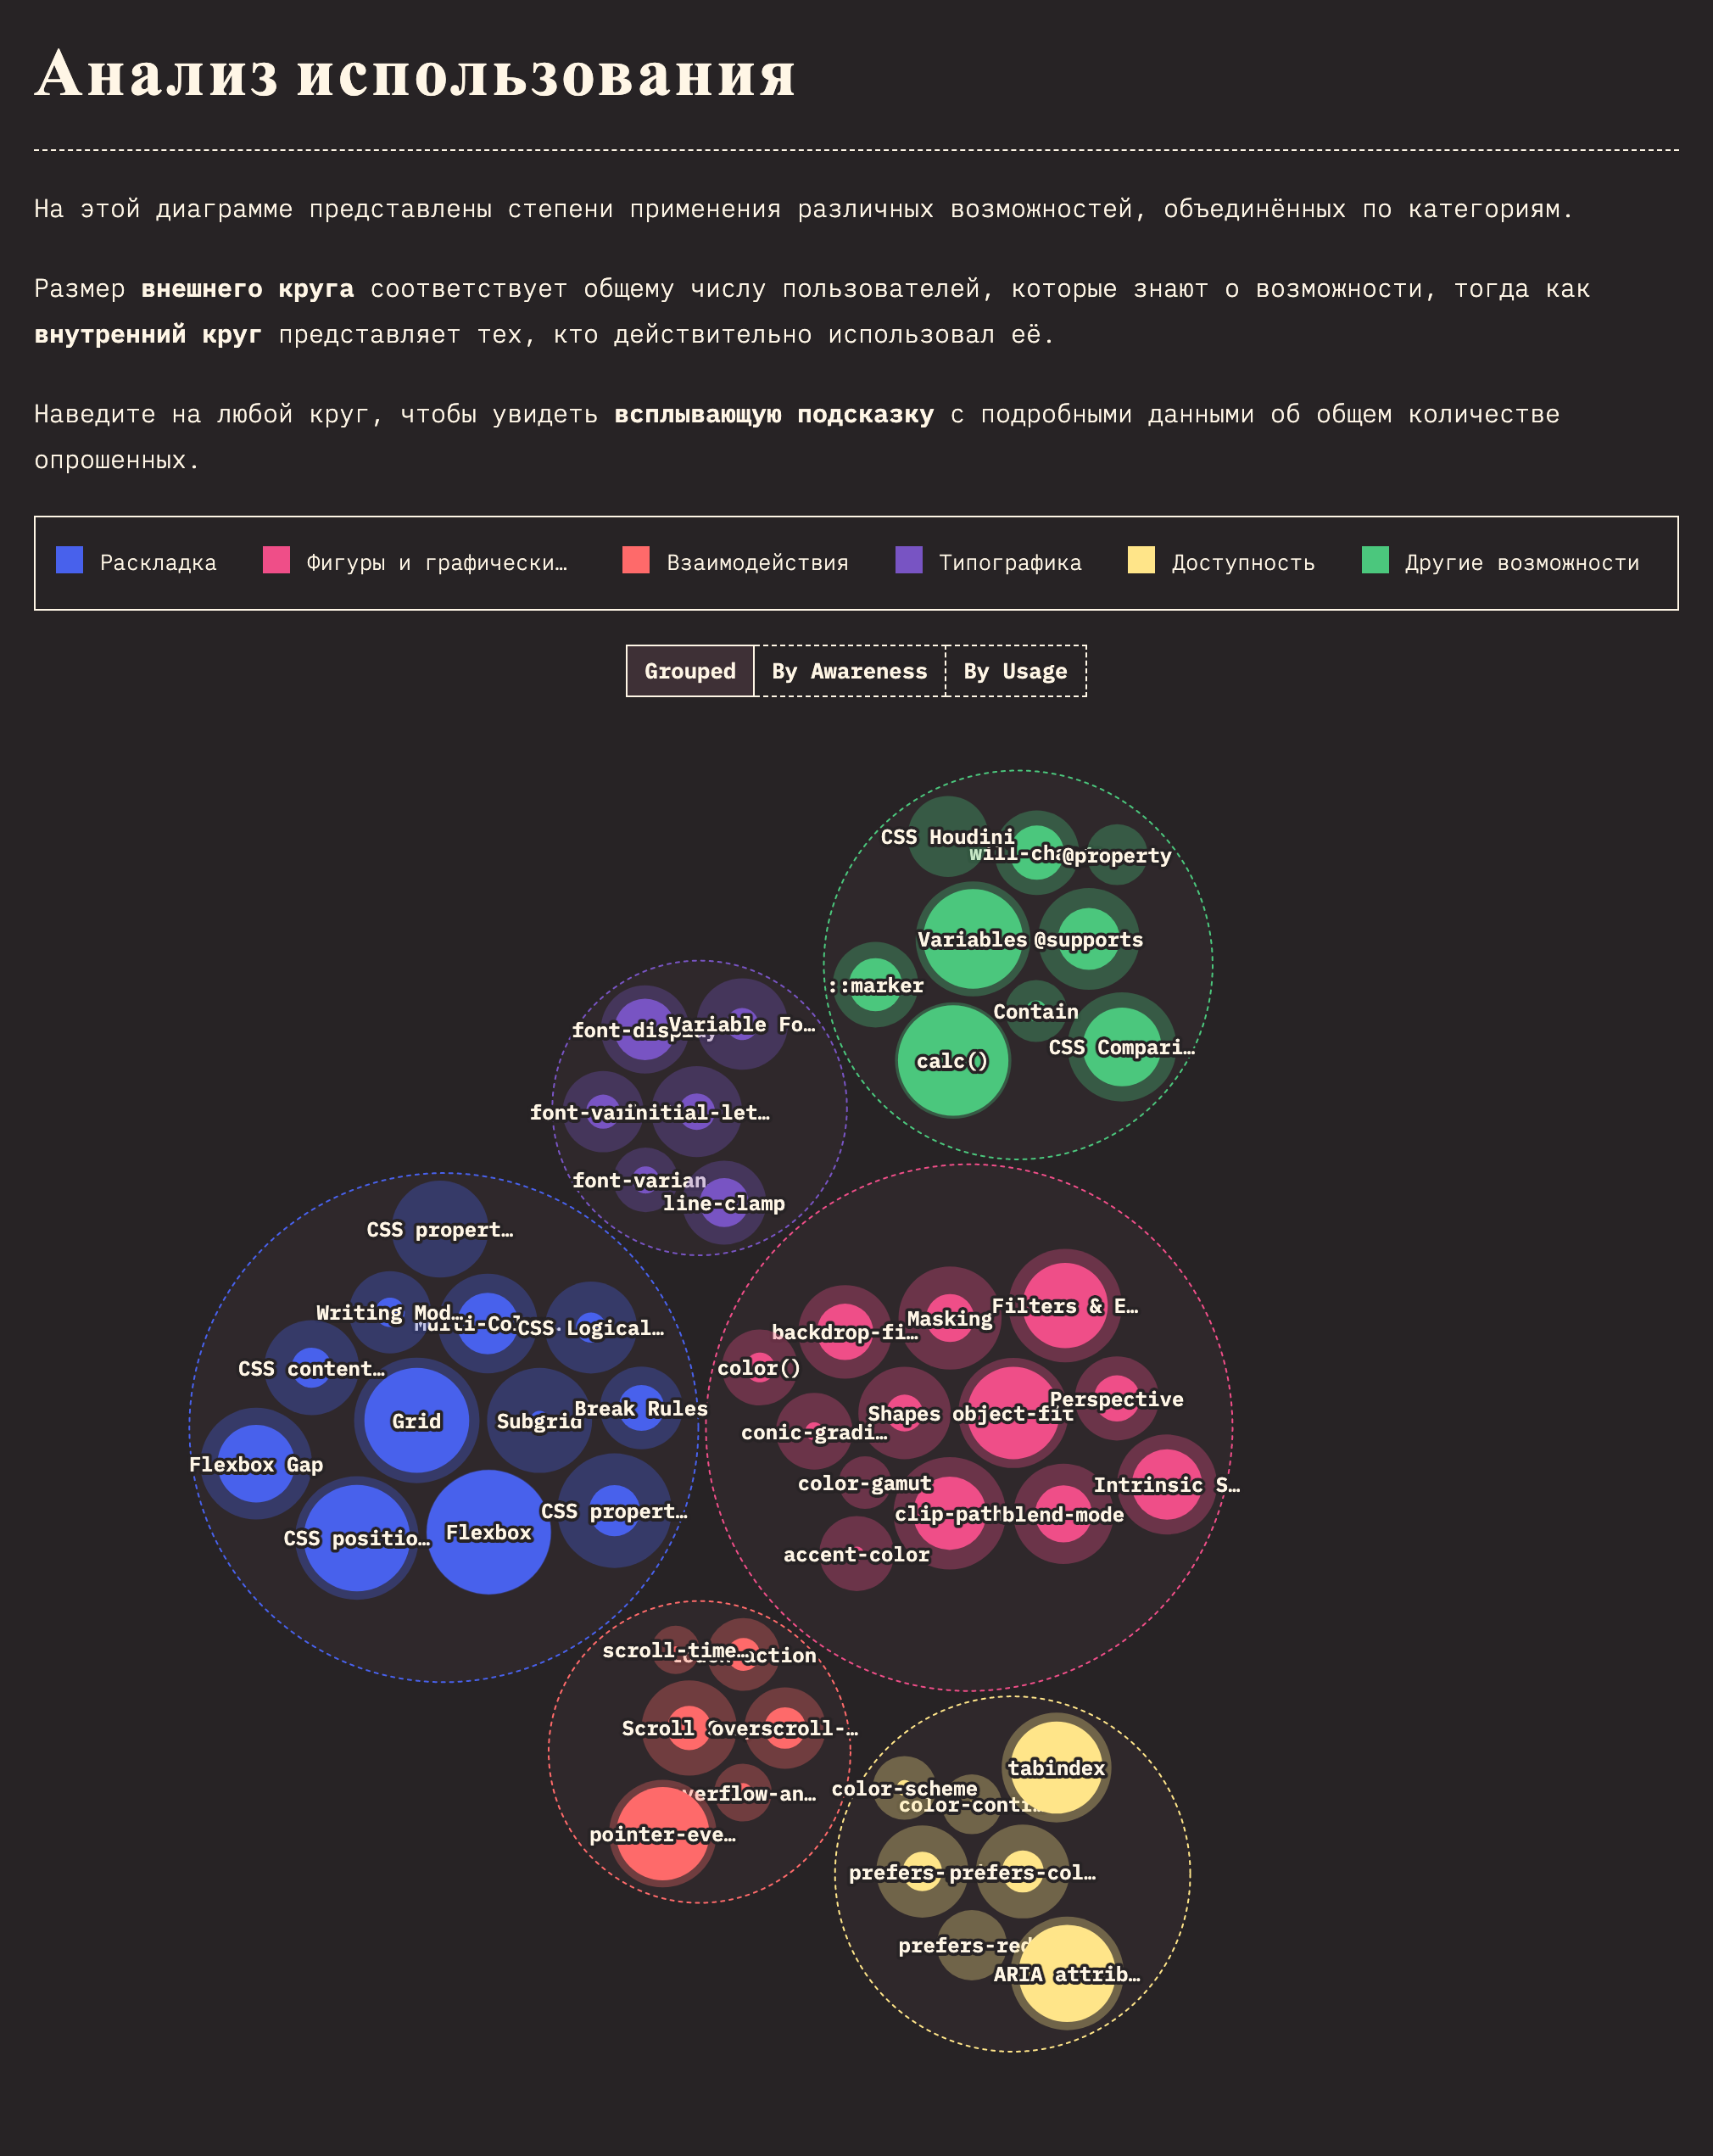 Анализ использования
На этой диаграмме представлены степени применения различных возможностей, объединённых по категориям.
Размер внешнего круга соответствует общему числу пользователей, которые знают о возможности, тогда как
внутренний круг представляет тех, кто действительно использовал её.
Наведите на любой круг, чтобы увидеть всплывающую подсказку с подробными данными об общем количестве
опрошенных.
Раскладка Фигуры и графически… Взаимодействия Типографика Доступность Другие возможности
Grouped By Awareness By Usage
CSS Houdini
will-cha
@property
Variables
@supports
::marker
Contain
CSS Compari…
calc()
Variable Fo…
font-display
font-va
initial-let…
font-varian
line-clamp
CSS propert…
Writing Mod…
CSS Logical…
CSS content…
Grid
Subgrid
Break Rules
Flexbox Gap
CSS positio…
Flexbox
CSS propert…
Filters & E…
Masking
backdrop-fi…
color()
Perspective
Shapes
object-fit
conic-gradi…
color-gamut
Intrinsic S…
clip-path
blend-mode
accent-color
scroll-time…
action
Scroll
overscroll-…
verflow-an…
pointer-eve…
tabindex
color-scheme
color-conti…
prefers-
prefers-col…
prefers-red
ARIA attrib…